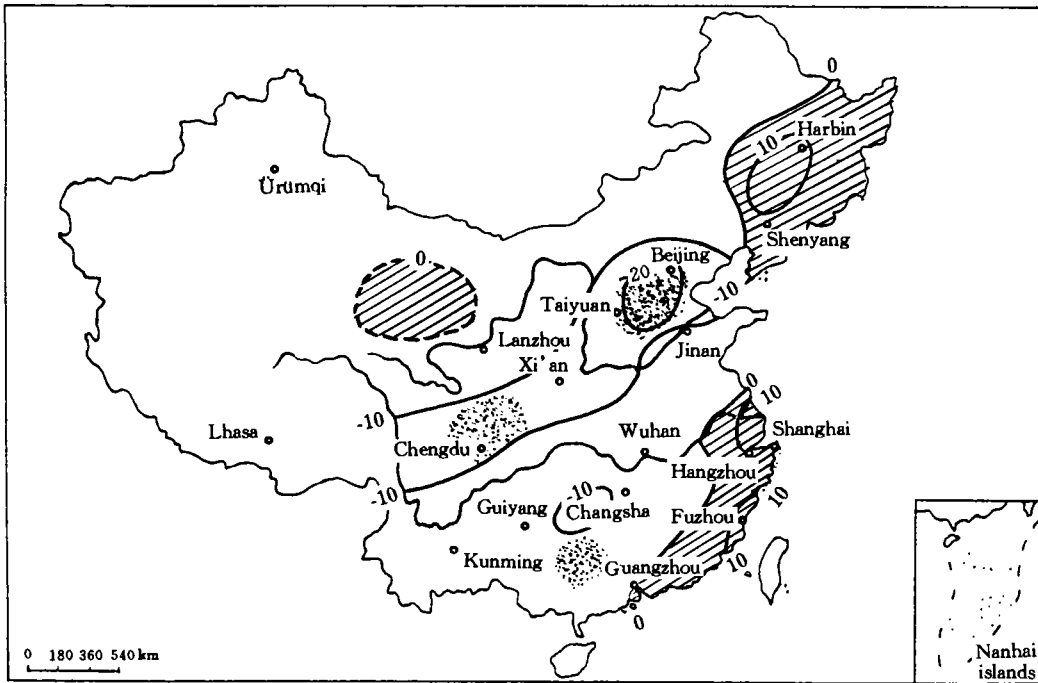 0
Harbin
10
Ürümqi
Shenyang
0
Beijing
-20
Taiyuan
-10
Lanzhou
Jinan
Xi'an
0
10
-10
Lhasa
Wuhan
Shanghai
Chengdu
Hangzhou
-10
-10
10
Guiyang
Changsha
Fuzhou
Kunming
10
Guangzhou
0
0 180 360 540 km
Nanhai
islands